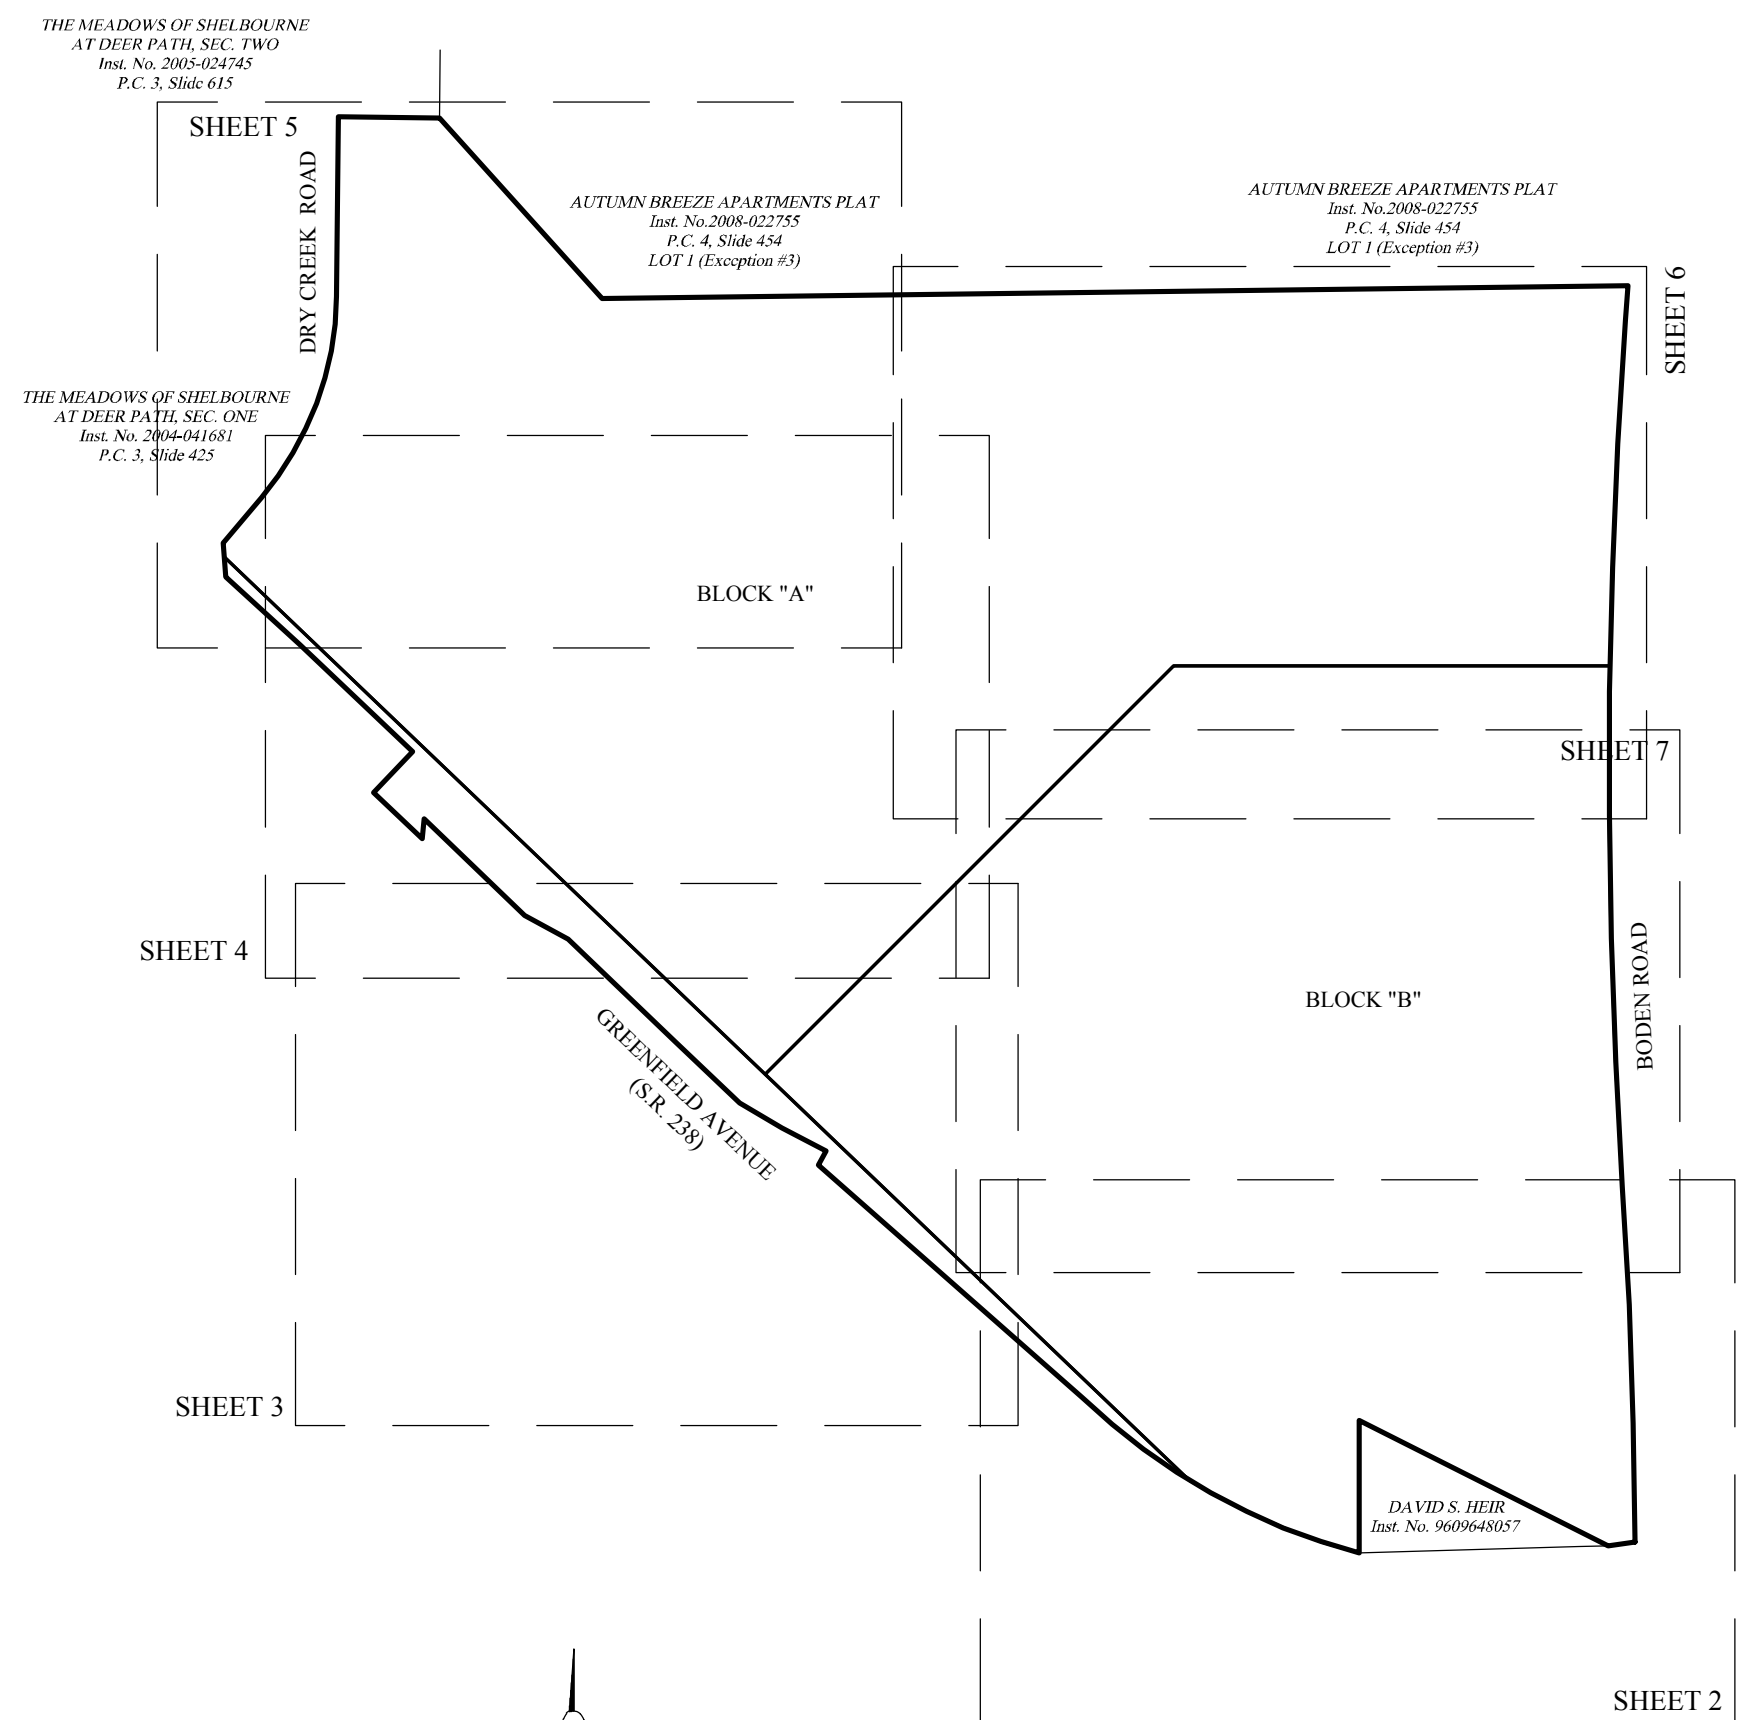 THE MEADOWS OF SHELBOURNE
AT DEER PATH, SEC. TWO
Inst. No. 2005-024745
P.C. 3, Slide 615
SHEET 5
DRY CREEK ROAD
AUTUMN BREEZE APARTMENTS PLAT
Inst. No.2008-022755
P.C. 4, Slide 454
LOT 1 (Exception #3)
AUTUMN BREEZE APARTMENTS PLAT
Inst. No.2008-022755
P.C. 4, Slide 454
LOT 1 (Exception #3)
SHEET 6
THE MEADOWS OF SHELBOURNE
AT DEER PATH, SEC. ONE
Inst. No. 2004-041681
P.C. 3, Slide 425
BLOCK "A"
SHEET 7
SHEET 4
BLOCK "B"
BODEN ROAD
GREENFIELD AVENUE
(S.R. 238)
SHEET 3
DAVID S. HEIR
Inst. No. 9609648057
SHEET 2